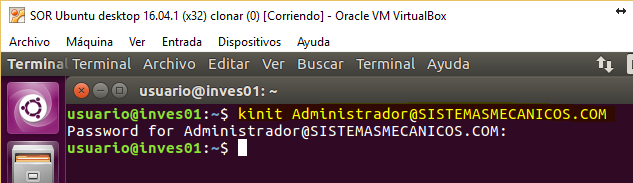 SOR Ubuntu desktop 16.04.1 (x32) clonar (0) [Corriendo] - Oracle VM VirtualBox
Archivo Máquina Ver Entrada Dispositivos Ayuda
Terminal Terminal Archivo Editar Ver Buscar Terminal Ayuda
usuario@inves01: ~
usuario@inves01:~$ kinit Administrador@SISTEMASMECANICOS.COM
Password for Administrador@SISTEMASMECANICOS.COM:
usuario@inves01:~$